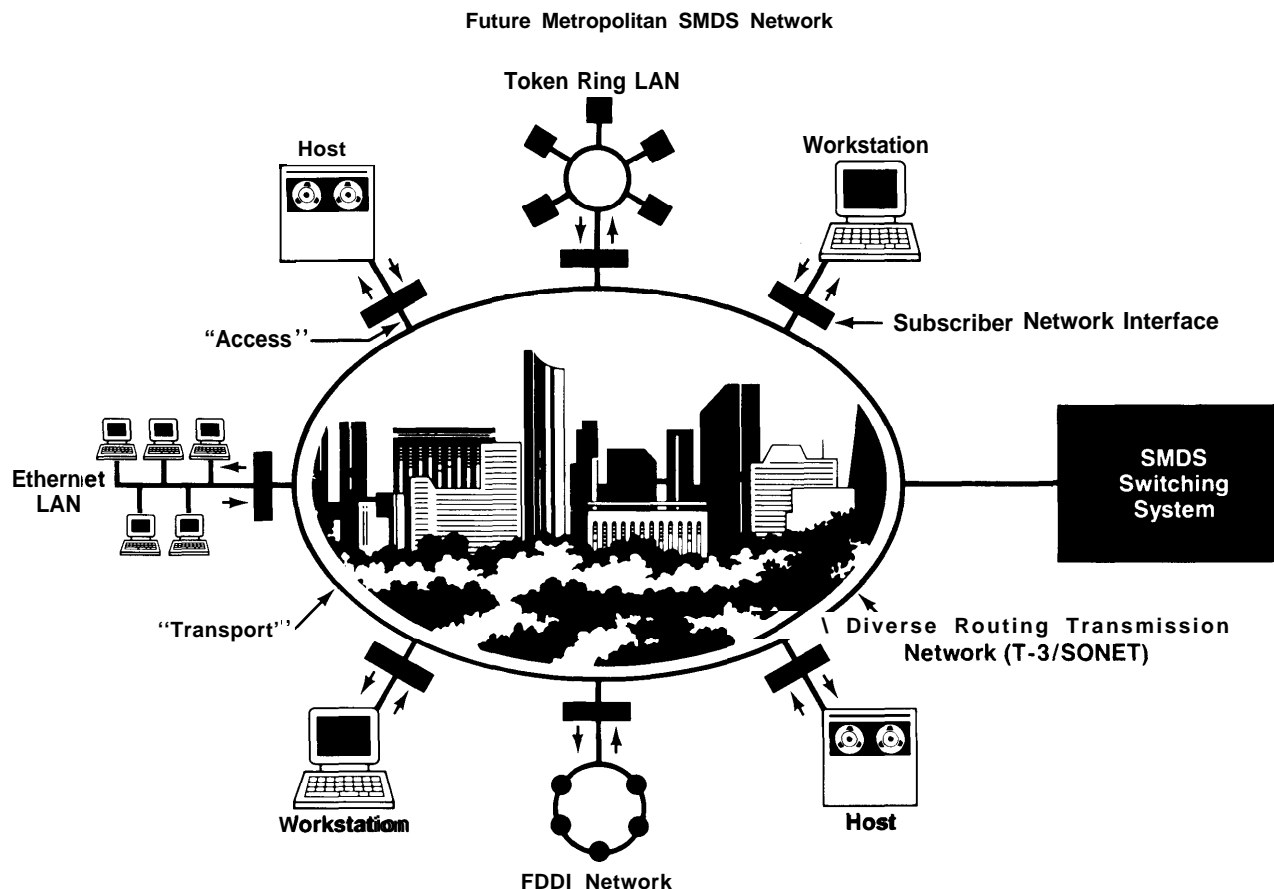 Future Metropolitan SMDS Network
Token Ring LAN
Host
Workstation
"Access''
Subscriber Network Interface
Ethernet
LAN
SMDS
Switching
System
"Transport''
\ Diverse Routing Transmission
Network (T-3/SONET)
Workstation
Host
FDDI Network